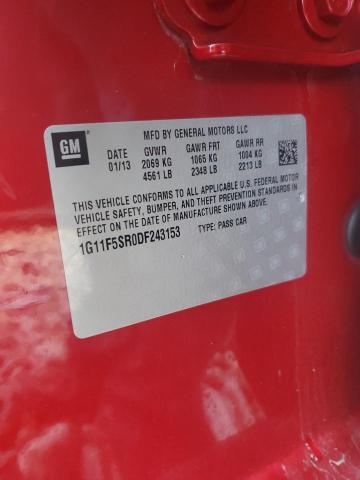 MFD BY GENERAL MOTORS LLC
GM DATE GVWR GAWR FRT GAWR RR
01/13 2069 KG 1065 KG 1004 KG
4561 LB 2348 LB 2213 LB
THIS VEHICLE CONFORMS TO ALL APPLICABLE U.S. FEDERAL MOTOR
VEHICLE SAFETY, BUMPER, AND THEFT PREVENTION STANDARDS IN
EFFECT ON THE DATE OF MANUFACTURE SHOWN ABOVE.
1G11F5SR0DF243153 TYPE: PASS CAR